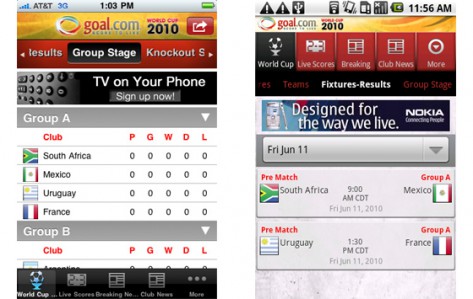 AT&T 3G 1:03 PM
goal.com WORLD CUP 2010
Results Group Stage Knockout S
TV on Your Phone
Sign up now!
Group A
Club P G W D L
South Africa 0 0 0 0 0
Mexico 0 0 0 0 0
Uruguay 0 0 0 0 0
France 0 0 0 0 0
Group B
Club P G W D L
World Cup Live Scores Breaking Ne... Club News More
11:56 AM
goal.com WORLD CUP 2010
World Cup Live Scores Breaking Club News More
es Teams Fixtures-Results Group Stage
Designed for
the way we live.
NOKIA
Connecting People
Fri Jun 11
Pre Match Group A
South Africa 9:00 AM CDT Mexico
Fri Jun 11, 2010
Pre Match Group A
Uruguay 1:30 PM CDT France
Fri Jun 11, 2010